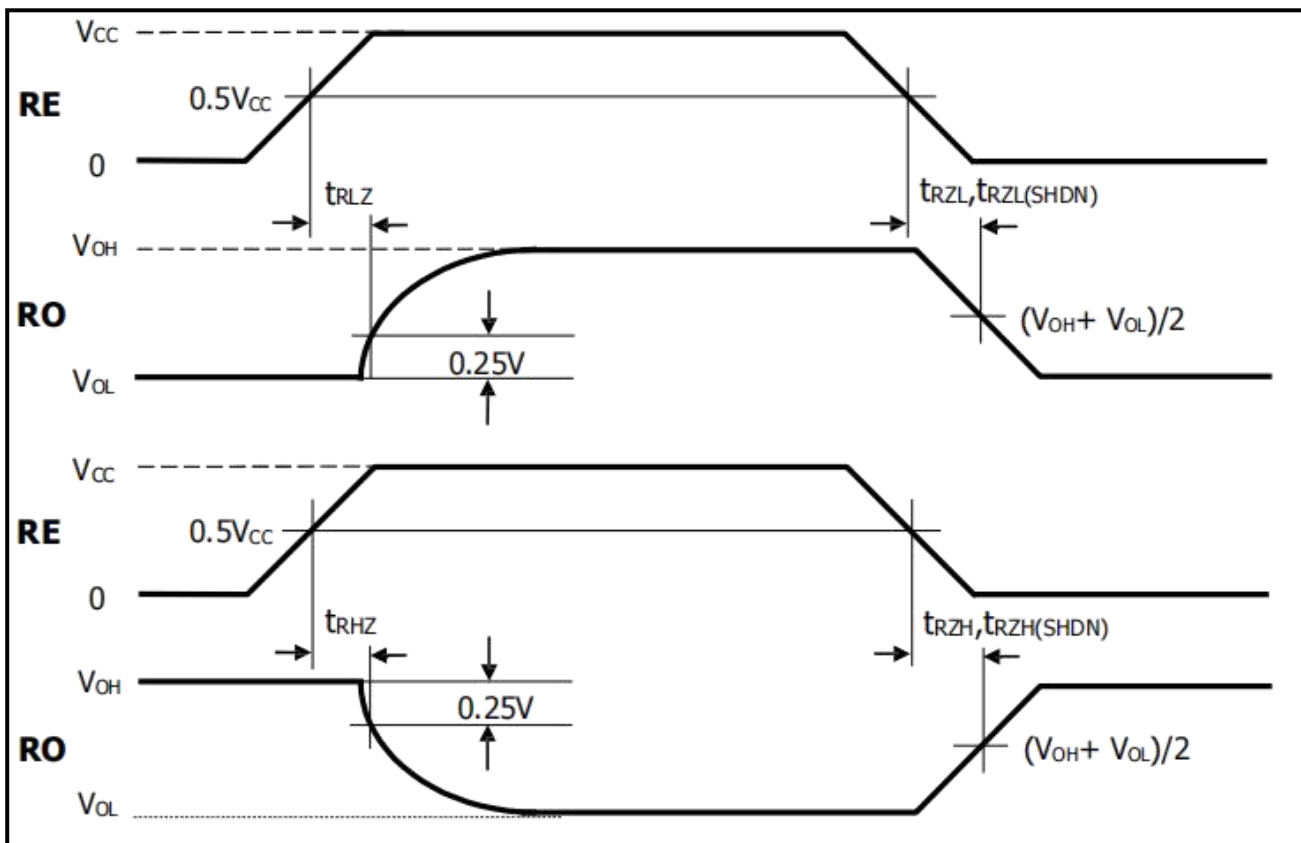 VCC
RE
0.5VCC
0
tRLZ
tRZL,tRZL(SHDN)
VOH
RO
(VOH+ VOL)/2
0.25V
VOL
VCC
RE
0.5VCC
0
tRHZ
tRZH,tRZH(SHDN)
VOH
0.25V
RO
(VOH+ VOL)/2
VOL